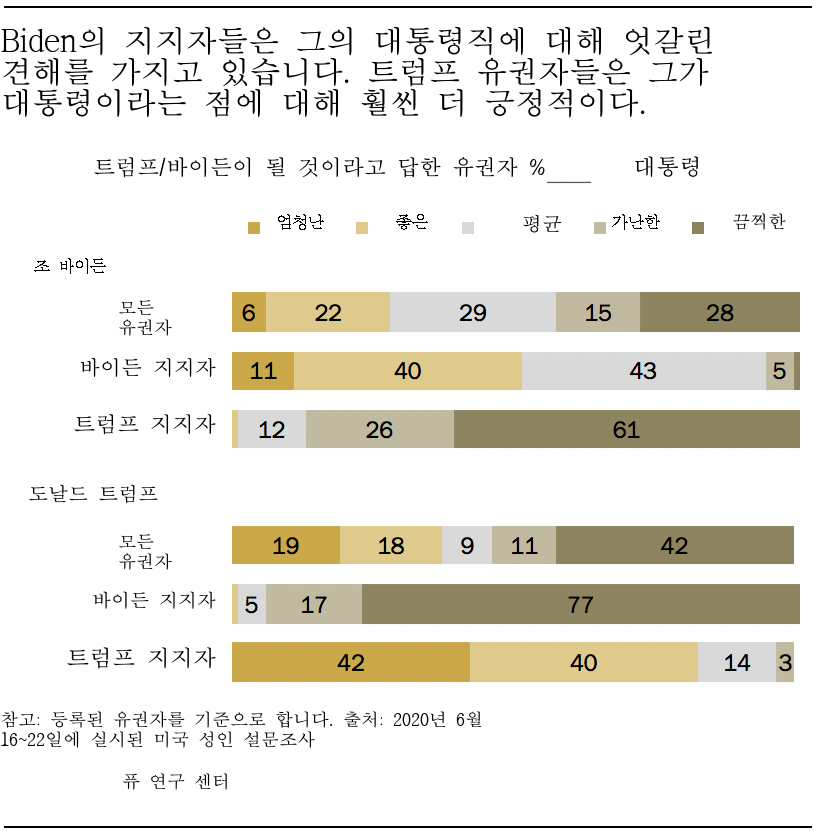 Biden의 지지자들은 그의 대통령직에 대해 엇갈린
견해를 가지고 있습니다. 트럼프 유권자들은 그가
대통령이라는 점에 대해 훨씬 더 긍정적이다.
트럼프/바이든이 될 것이라고 답한 유권자 %____ 대통령
엄청난 좋은 평균 가난한 끔찍한
조 바이든
모든
유권자
6 22 29 15 28
바이든 지지자 11 40 43 5
트럼프 지지자 12 26 61
도날드 트럼프
모든
유권자
19 18 9 11 42
바이든 지지자 5 17 77
트럼프 지지자 42 40 14 3
참고: 등록된 유권자를 기준으로 합니다. 출처: 2020년 6월
16~22일에 실시된 미국 성인 설문조사
퓨 연구 센터